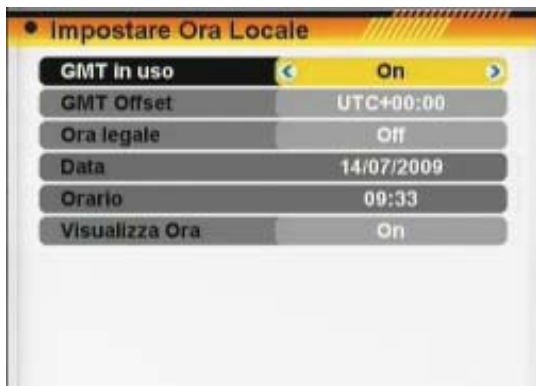 Impostare Ora Locale
GMT in uso On
GMT Offset UTC+00:00
Ora legale Off
Data 14/07/2009
Orario 09:33
Visualizza Ora On